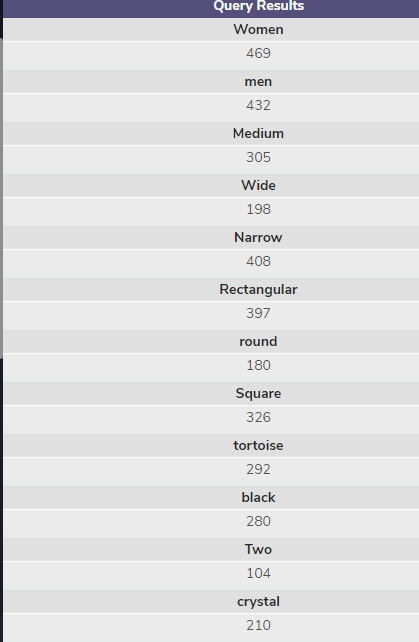 Query Results
Women
469
men
432
Medium
305
Wide
198
Narrow
408
Rectangular
397
round
180
Square
326
tortoise
292
black
280
Two
104
crystal
210